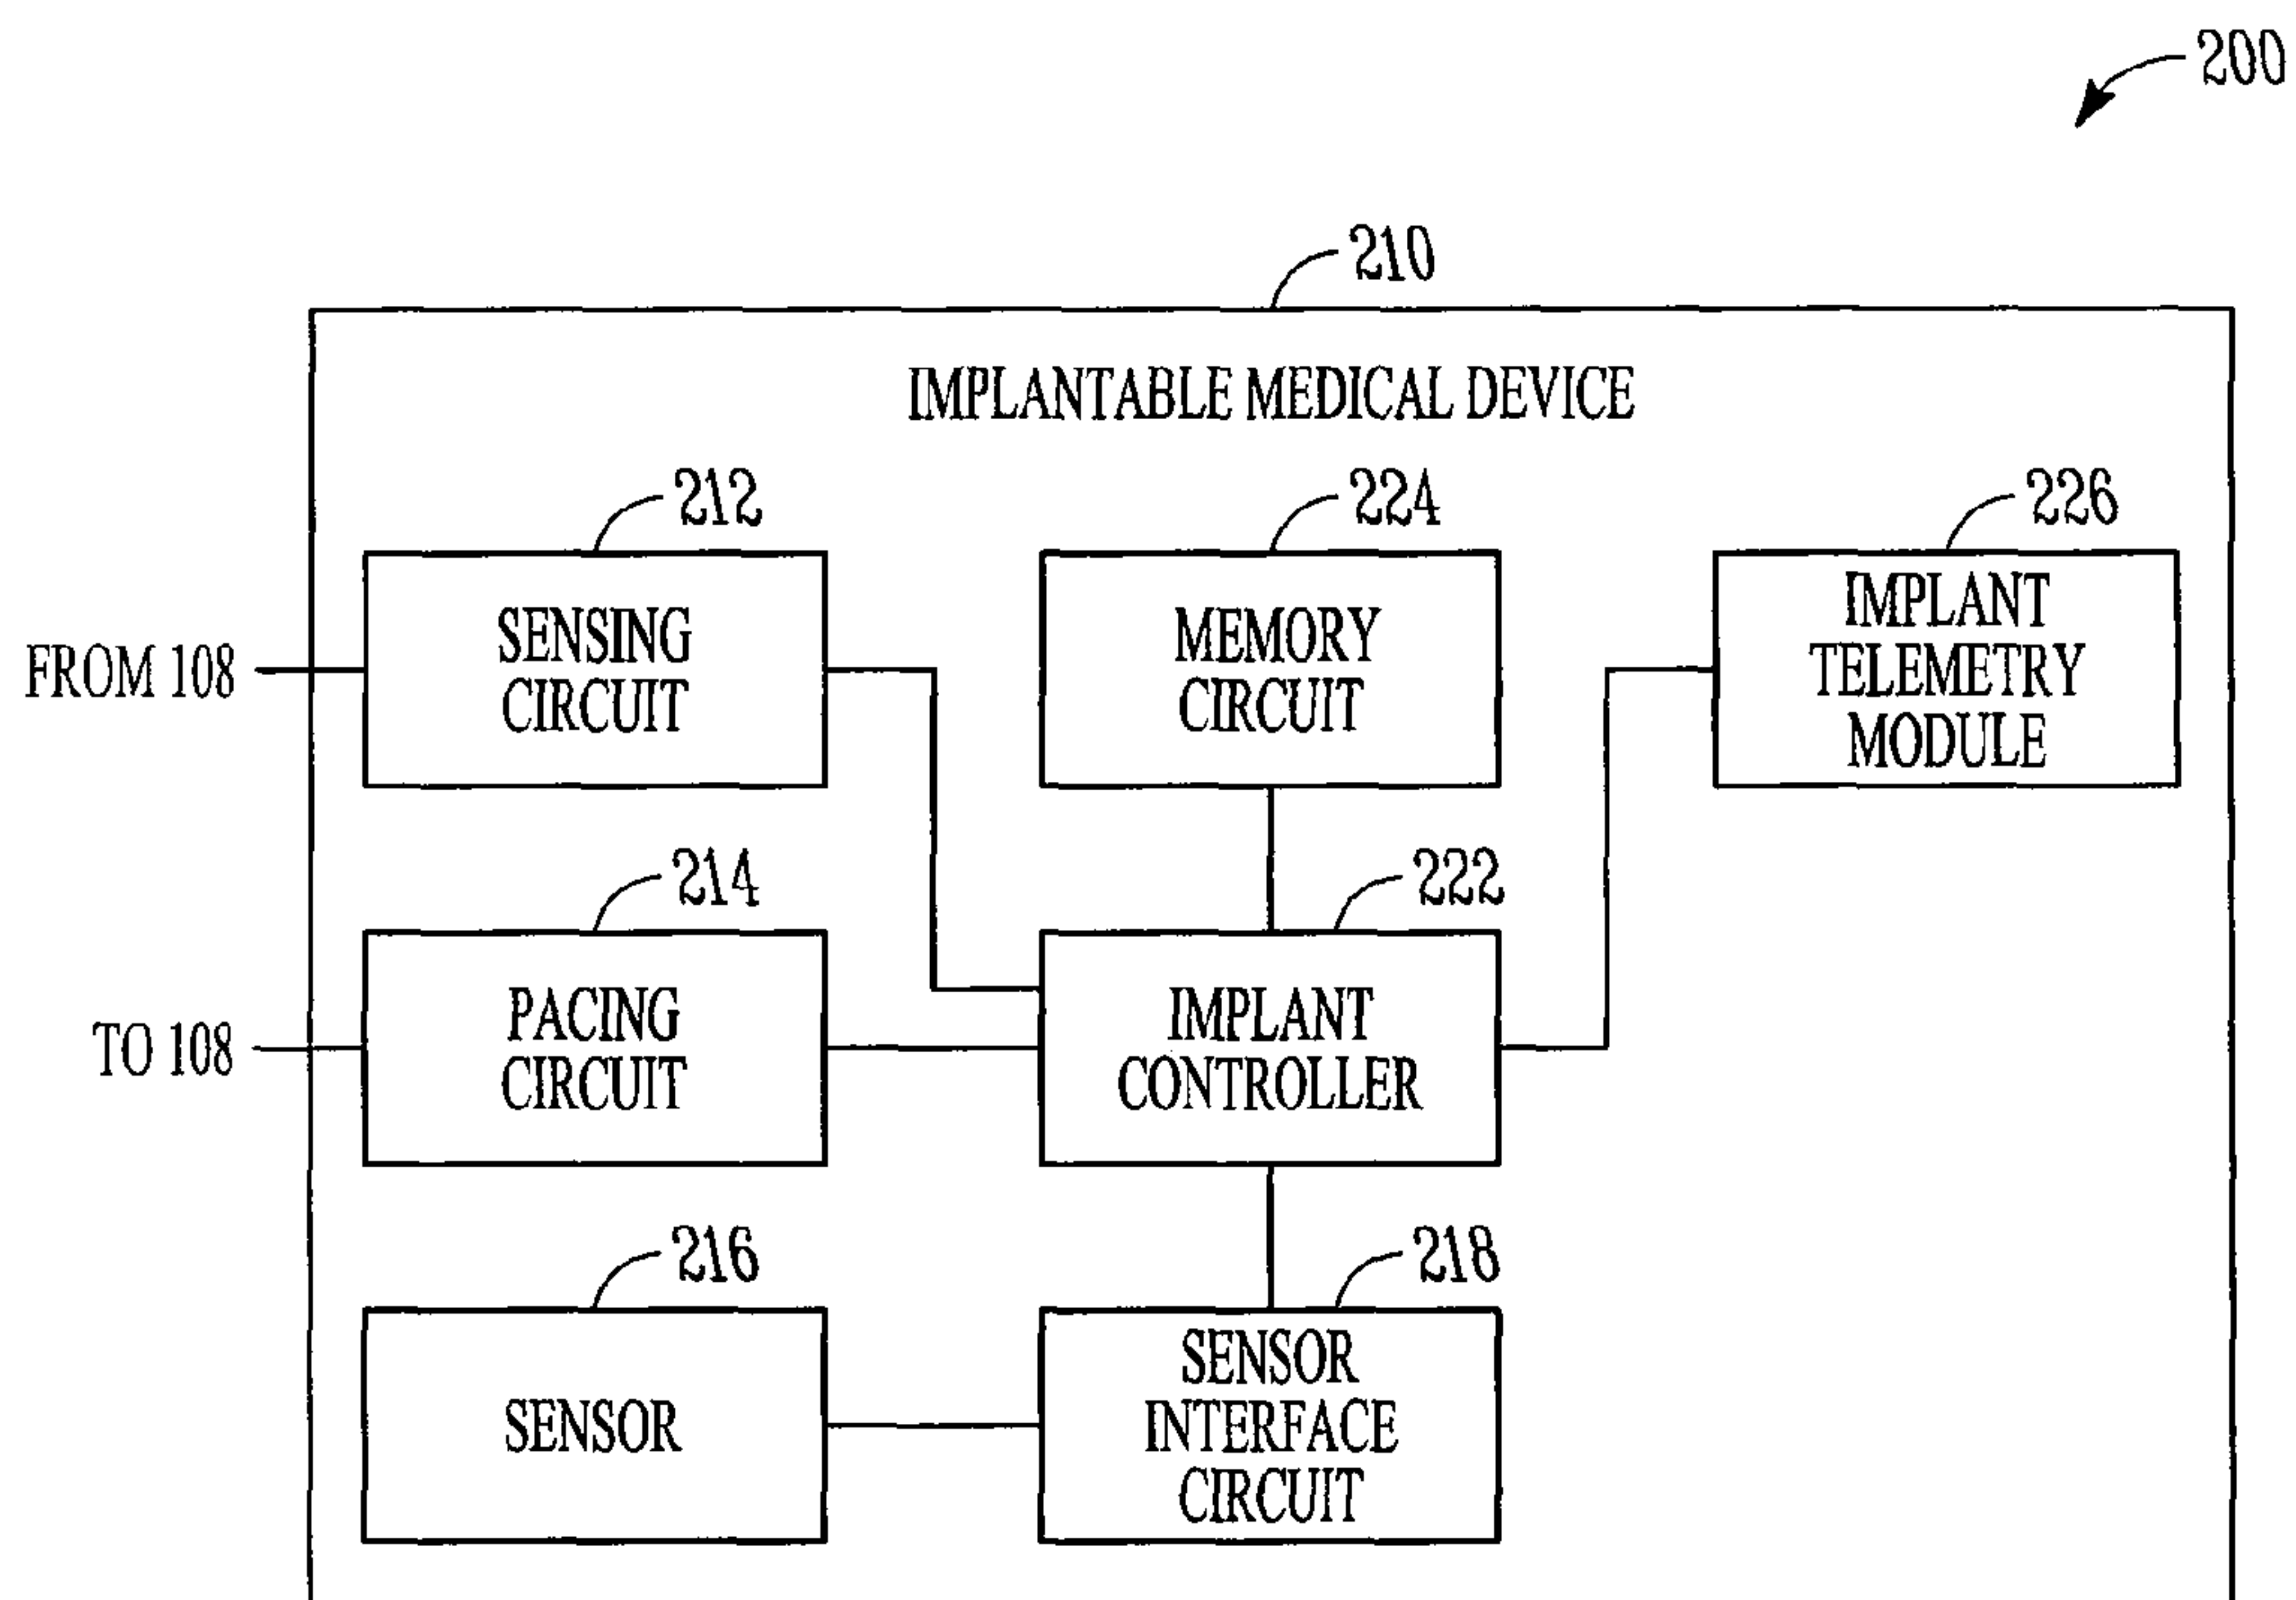 200
210
IMPLANTABLE MEDICAL DEVICE
212
224
226
SENSING
CIRCUIT
MEMORY
CIRCUIT
IMPLANT
TELEMETRY
MODULE
FROM 108
214
222
PACING
CIRCUIT
IMPLANT
CONTROLLER
TO 108
216
218
SENSOR
SENSOR
INTERFACE
CIRCUIT